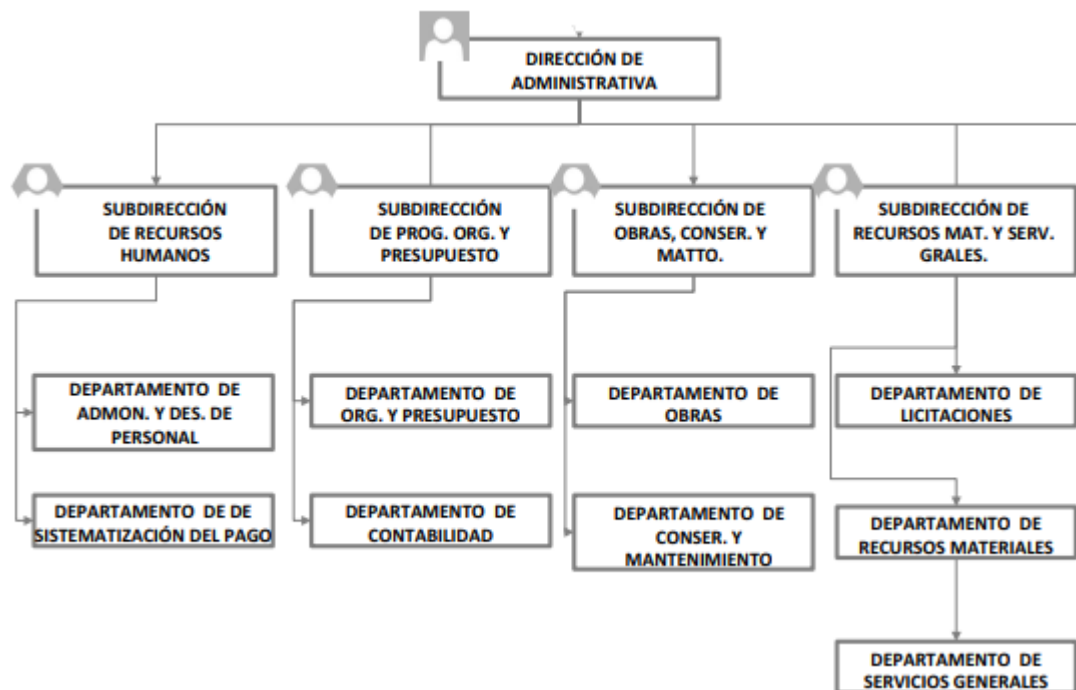 DIRECCIÓN DE
ADMINISTRATIVA
SUBDIRECCIÓN
DE RECURSOS
HUMANOS
SUBDIRECCIÓN
DE PROG. ORG. Y
PRESUPUESTO
SUBDIRECCIÓN DE
OBRAS, CONSER. Y
MATTO.
SUBDIRECCIÓN DE
RECURSOS MAT. Y SERV.
GRALES.
DEPARTAMENTO DE
ADMON. Y DES. DE
PERSONAL
DEPARTAMENTO DE
ORG. Y PRESUPUESTO
DEPARTAMENTO DE
OBRAS
DEPARTAMENTO DE
LICITACIONES
DEPARTAMENTO DE DE
SISTEMATIZACIÓN DEL PAGO
DEPARTAMENTO DE
CONTABILIDAD
DEPARTAMENTO DE
CONSER. Y
MANTENIMIENTO
DEPARTAMENTO DE
RECURSOS MATERIALES
DEPARTAMENTO DE
SERVICIOS GENERALES